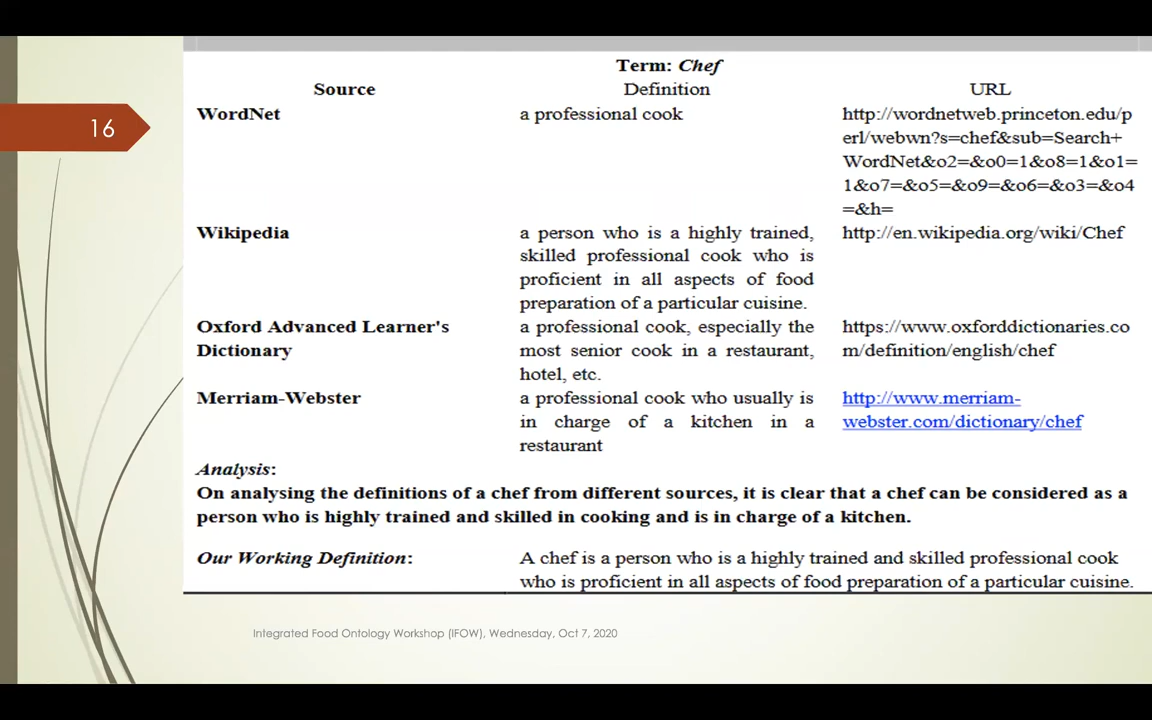 16
Term: Chef
Source Definition URL
WordNet a professional cook http://wordnetweb.princeton.edu/p
erl/webwn?s=chef&sub=Search+
WordNet&o2=&o0=1&o8=1&o1=
1&o7=&o5=&o9=&o6=&o3=&o4
=&h=
Wikipedia a person who is a highly trained, http://en.wikipedia.org/wiki/Chef
skilled professional cook who is
proficient in all aspects of food
preparation of a particular cuisine.
Oxford Advanced Learner's a professional cook, especially the https://www.oxforddictionaries.co
Dictionary most senior cook in a restaurant, m/definition/english/chef
hotel, etc.
Merriam-Webster a professional cook who usually is http://www.merriam-
in charge of a kitchen in a webster.com/dictionary/chef
restaurant
Analysis:
On analysing the definitions of a chef from different sources, it is clear that a chef can be considered as a
person who is highly trained and skilled in cooking and is in charge of a kitchen.
Our Working Definition: A chef is a person who is a highly trained and skilled professional cook
who is proficient in all aspects of food preparation of a particular cuisine.
Integrated Food Ontology Workshop (IFOW), Wednesday, Oct 7, 2020